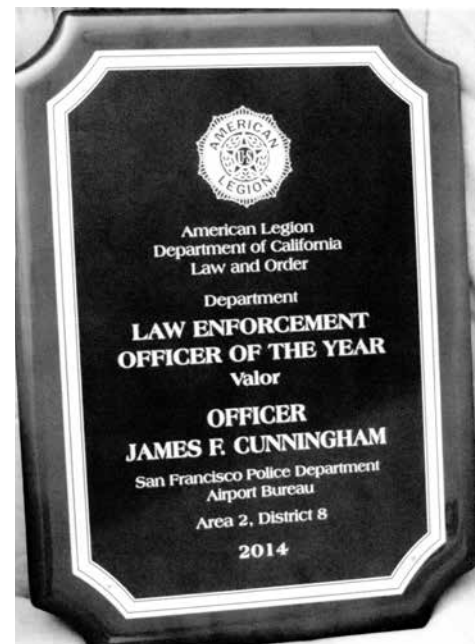 AMERICAN
U.S
LEGION
American Legion
Department of California
Law and Order
Department
LAW ENFORCEMENT
OFFICER OF THE YEAR
Valor
OFFICER
JAMES F. CUNNINGHAM
San Francisco Police Department
Airport Bureau
Area 2, District 8
2014